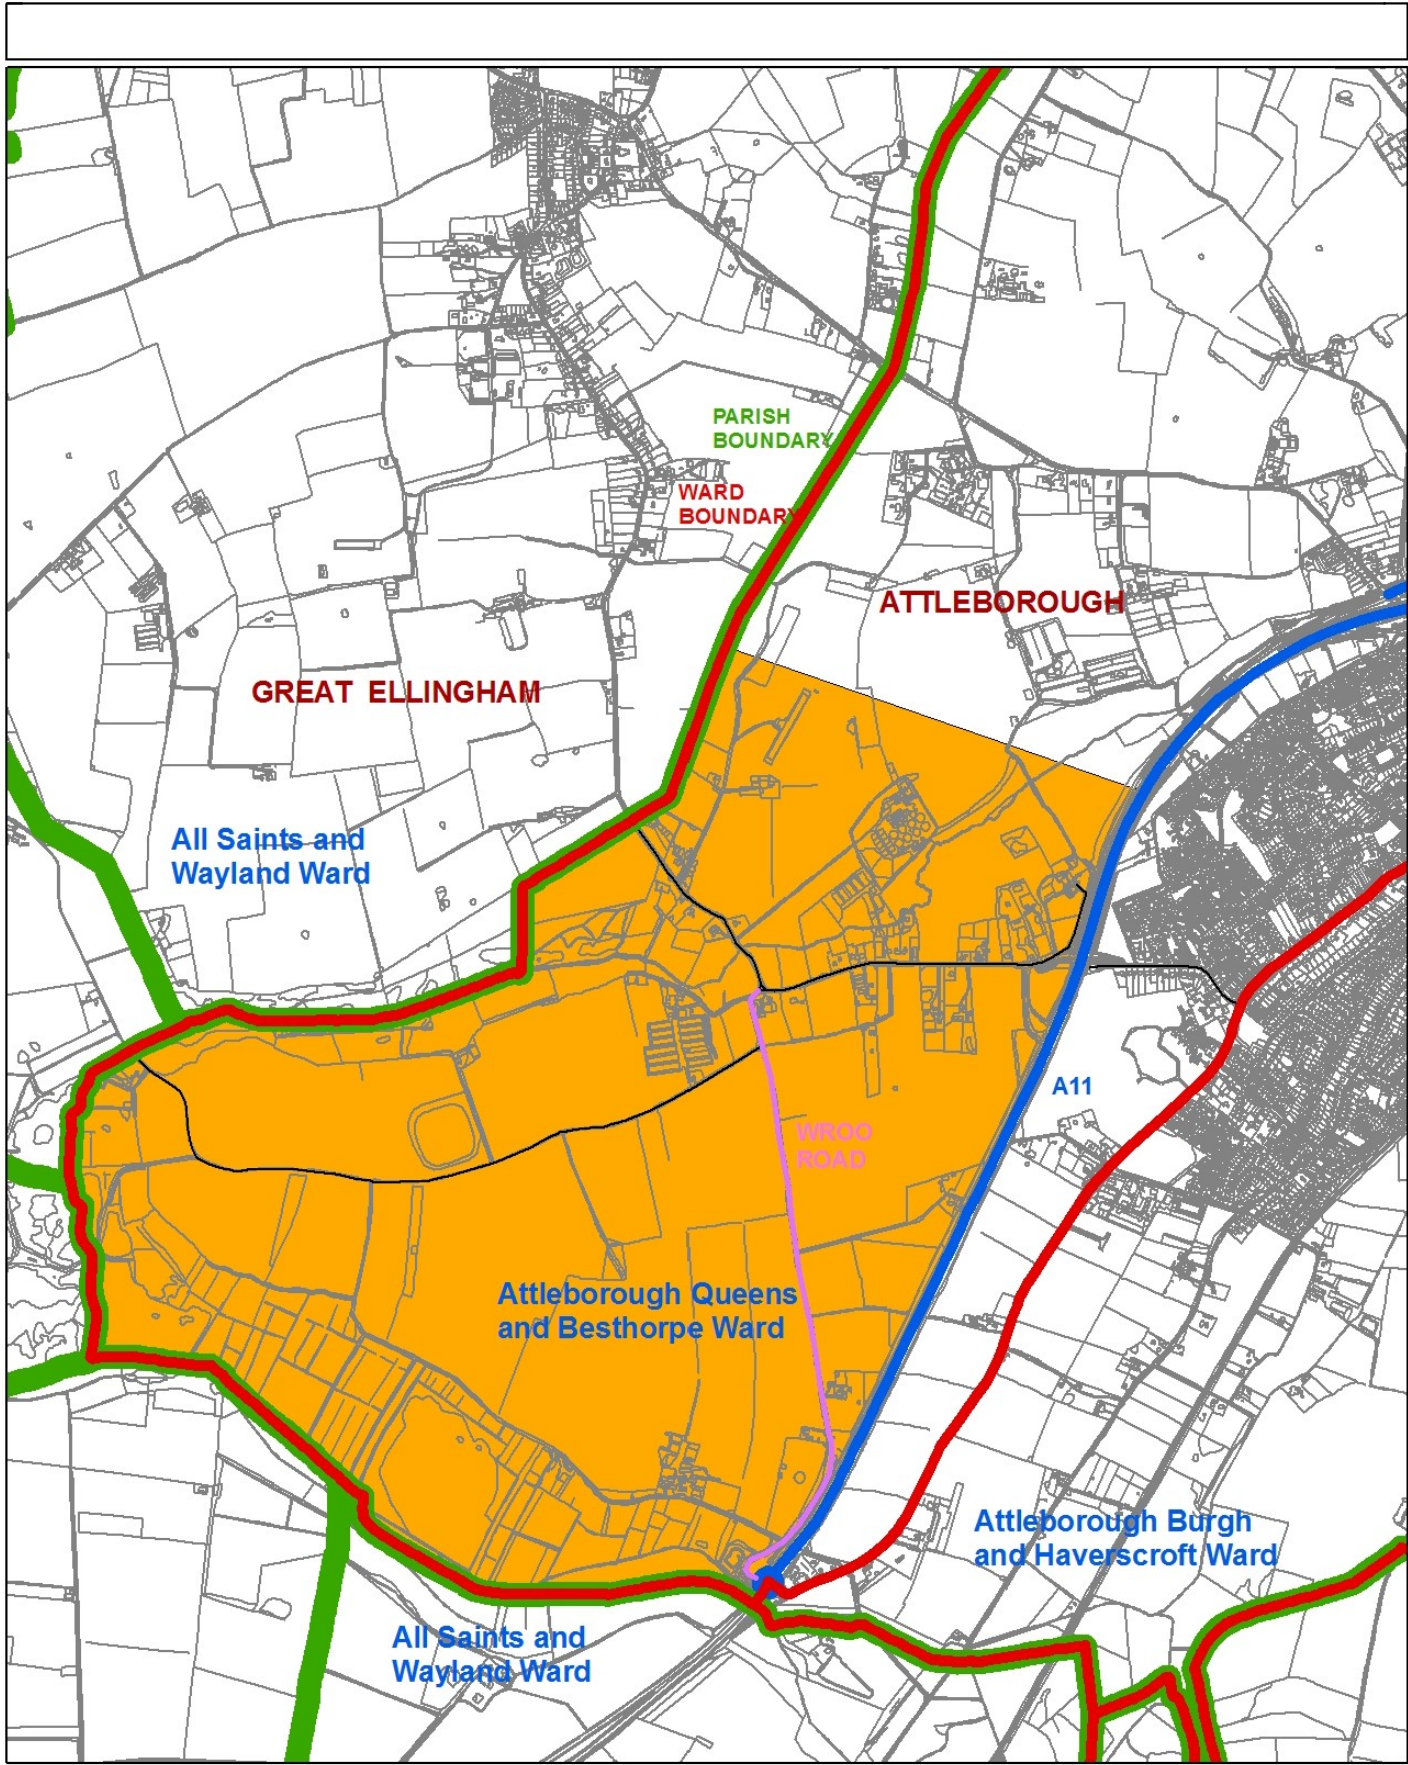 PARISH
BOUNDARY
WARD
BOUNDARY
ATTLEBOROUGH
GREAT ELLINGHAM
All Saints and
Wayland Ward
A11
WROO
ROAD
Attleborough Queens
and Besthorpe Ward
Attleborough Burgh
and Haverscroft Ward
All Saints and
Wayland Ward